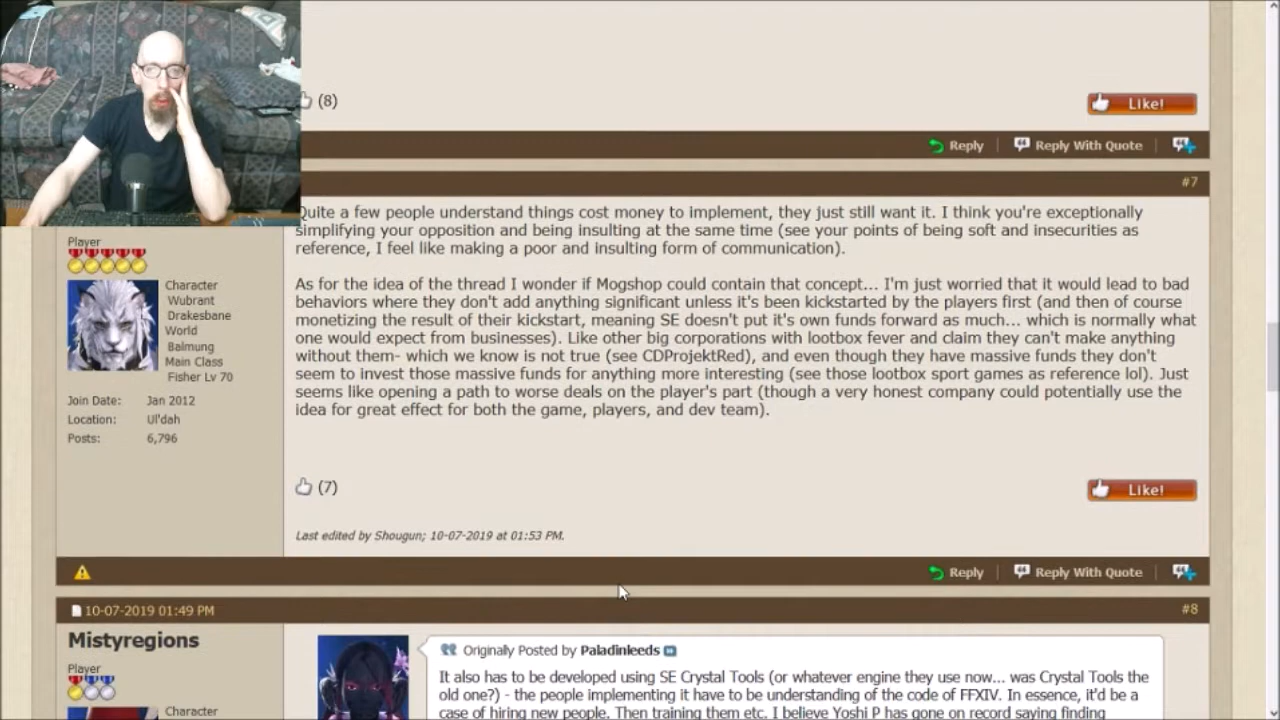 (8)
Like!
Reply
Reply With Quote
#7
Quite a few people understand things cost money to implement, they just still want it. I think you're exceptionally
simplifying your opposition and being insulting at the same time (see your points of being soft and insecurities as
reference, I feel like making a poor and insulting form of communication).
Player
Character
Wubrant
Drakesbane
World
Balmung
Main Class
Fisher Lv 70
Join Date: Jan 2012
Location: Ul'dah
Posts: 6,796
As for the idea of the thread I wonder if Mogshop could contain that concept... I'm just worried that it would lead to bad
behaviors where they don't add anything significant unless it's been kickstarted by the players first (and then of course
monetizing the result of their kickstart, meaning SE doesn't put it's own funds forward as much... which is normally what
one would expect from businesses). Like other big corporations with lootbox fever and claim they can't make anything
without them- which we know is not true (see CDProjektRed), and even though they have massive funds they don't
seem to invest those massive funds for anything more interesting (see those lootbox sport games as reference lol). Just
seems like opening a path to worse deals on the player's part (though a very honest company could potentially use the
idea for great effect for both the game, players, and dev team).
(7)
Like!
Last edited by Shougun; 10-07-2019 at 01:53 PM.
Reply
Reply With Quote
10-07-2019 01:49 PM
#8
Mistyregions
Player
Character
Originally Posted by Paladinleeds
It also has to be developed using SE Crystal Tools (or whatever engine they use now... was Crystal Tools the
old one?) - the people implementing it have to be understanding of the code of FFXIV. In essence, it'd be a
case of hiring new people. Then training them etc. I believe Yoshi P has gone on record saying finding